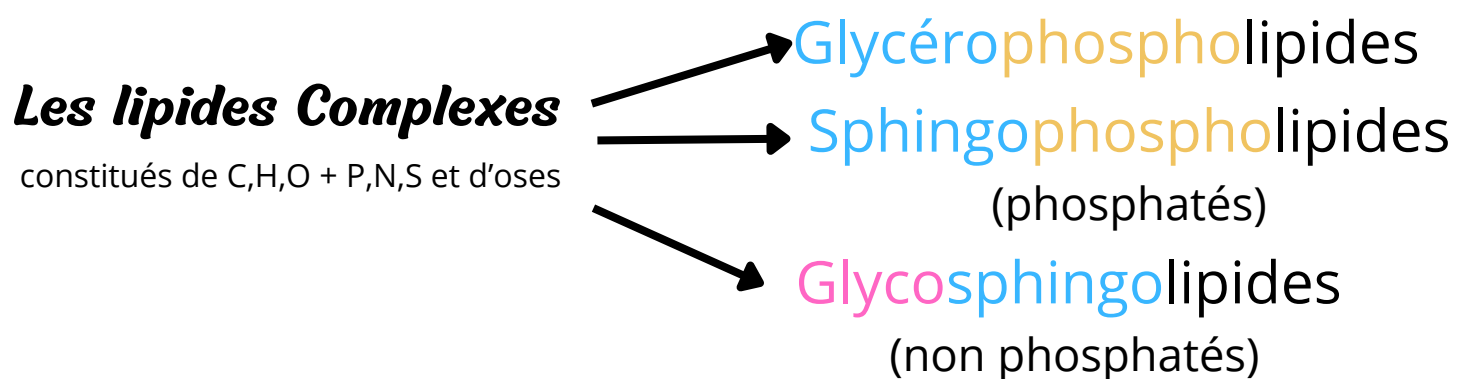 Les lipides Complexes
constitués de C,H,O + P,N,S et d’oses
Glycérophospholipides
Sphingophospholipides
(phosphatés)
Glycosphingolipides
(non phosphatés)